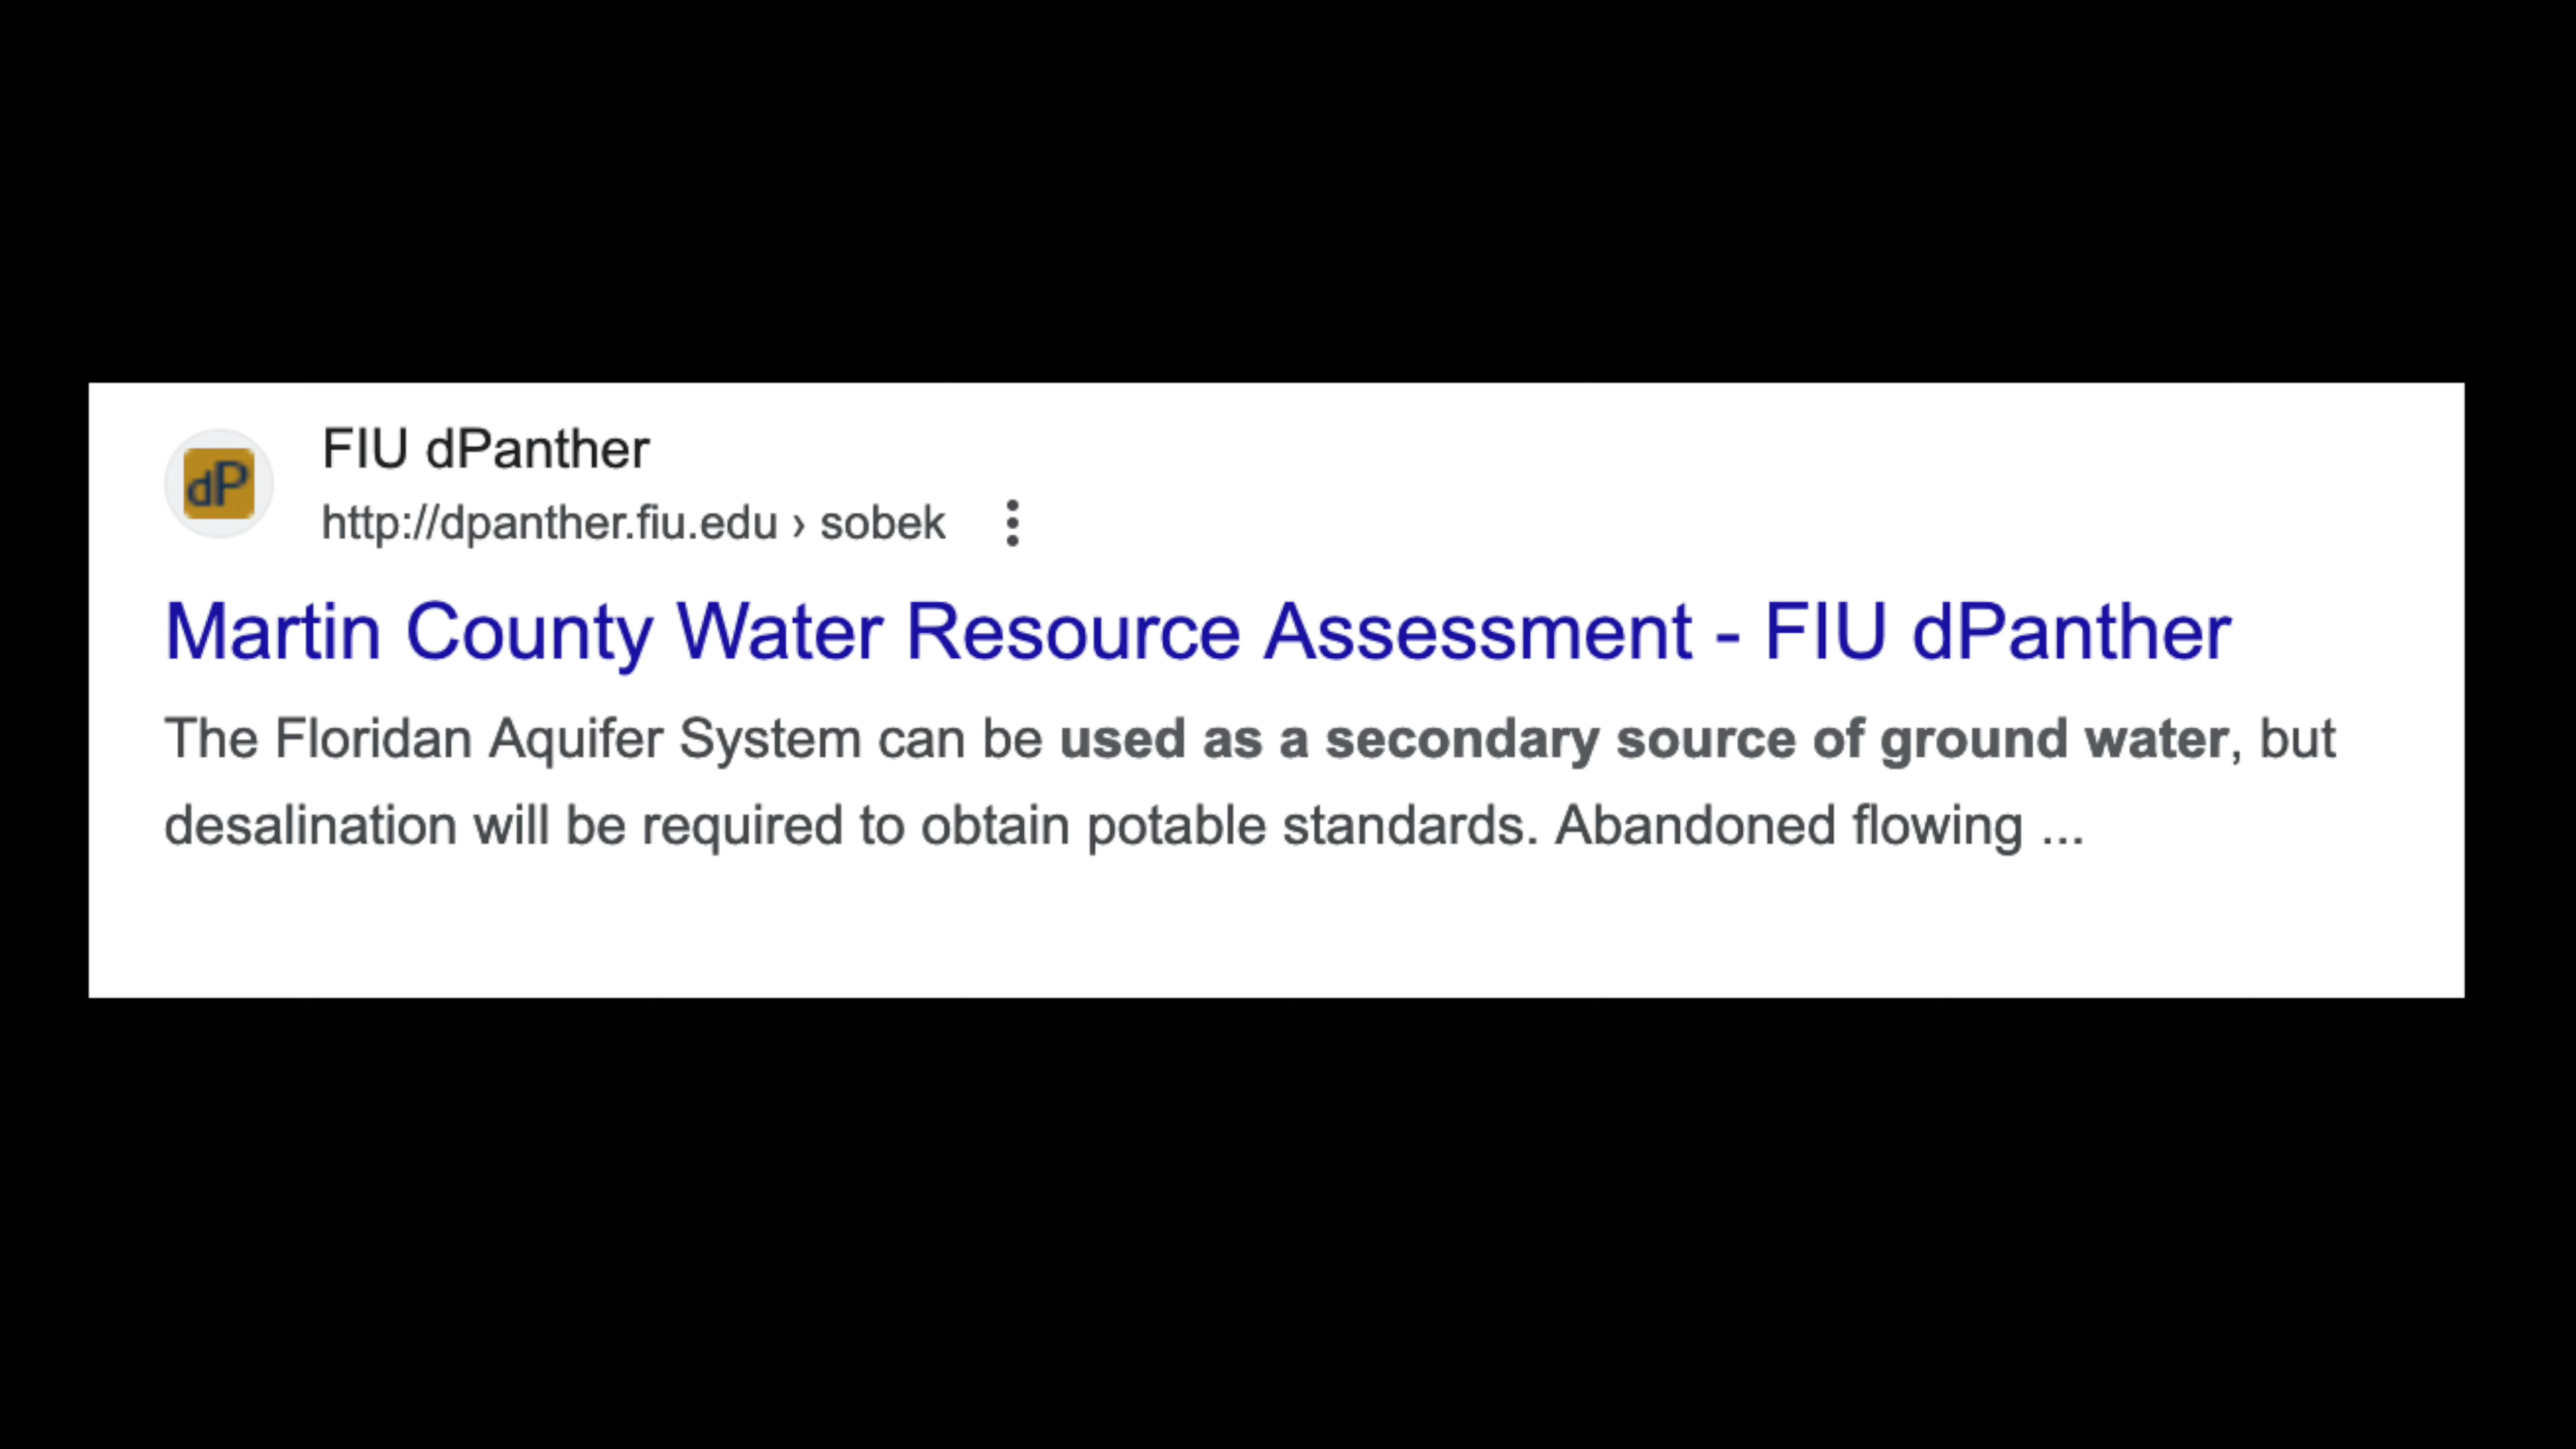 dP
FIU dPanther
http://dpanther.fiu.edu › sobek
Martin County Water Resource Assessment - FIU dPanther
The Floridan Aquifer System can be used as a secondary source of ground water, but
desalination will be required to obtain potable standards. Abandoned flowing ...